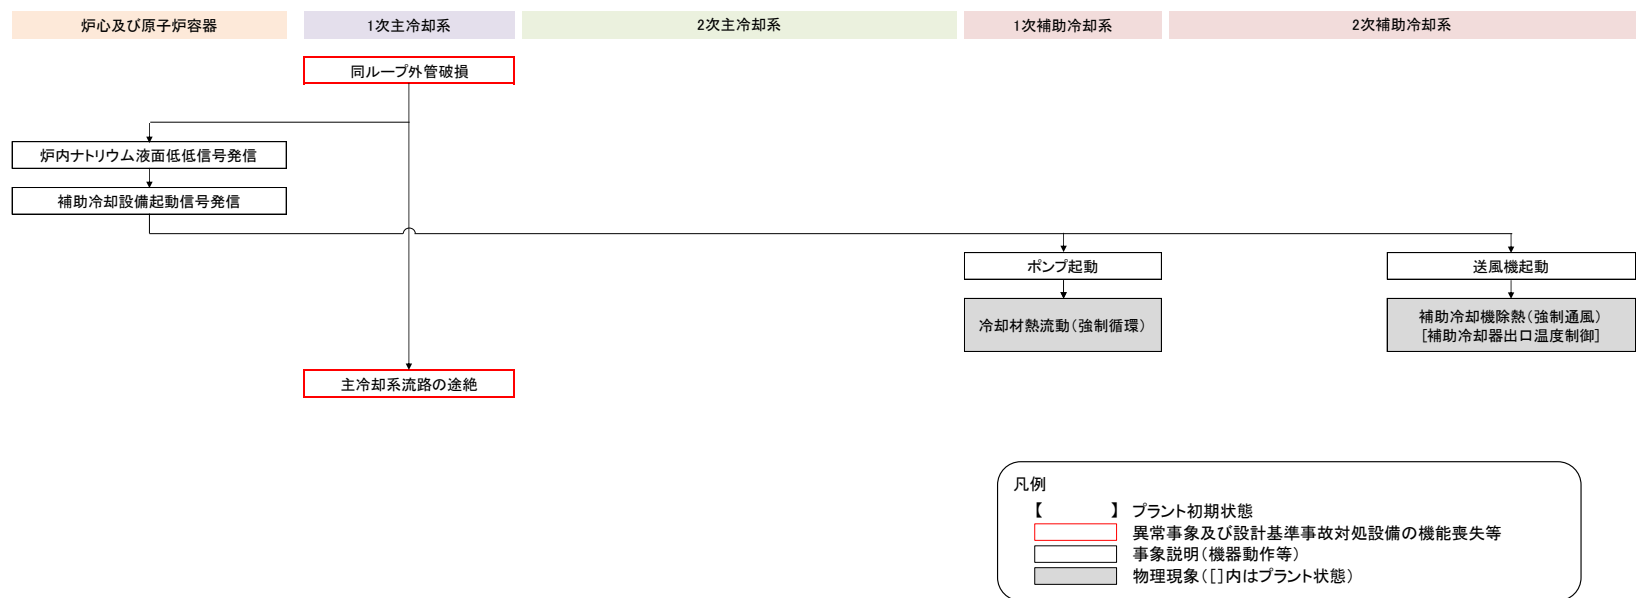 炉心及び原子炉容器
1次主冷却系
2次主冷却系
1次補助冷却系
2次補助冷却系
同ループ外管破損
炉内ナトリウム液面低低信号発信
補助冷却設備起動信号発信
ポンプ起動
送風機起動
冷却材熱流動(強制循環)
補助冷却機除熱(強制通風)
[補助冷却器出口温度制御]
主冷却系流路の途絶
凡例
【 】 プラント初期状態
異常事象及び設計基準事故対処設備の機能喪失等
事象説明(機器動作等)
物理現象([]内はプラント状態)